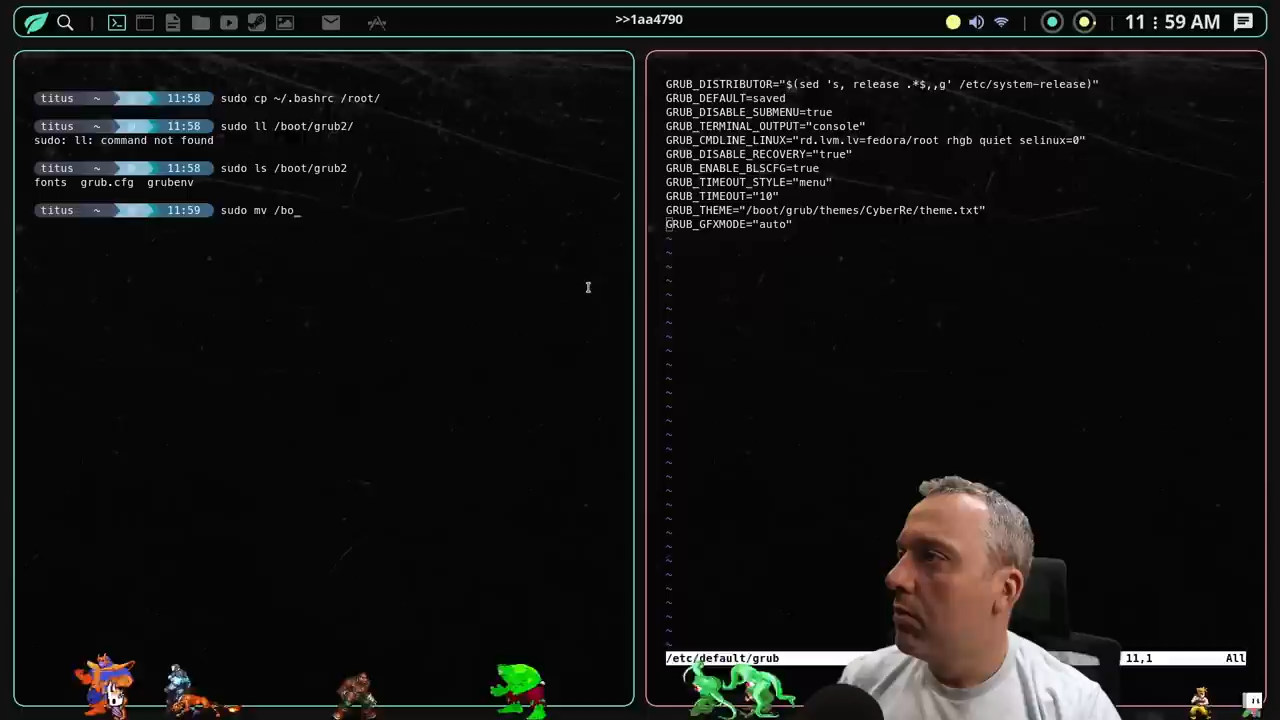 >>1aa4790
11 : 59 AM
titus ~ 11:58 sudo cp ~/.bashrc /root/
titus ~ 11:58 sudo ll /boot/grub2/
sudo: ll: command not found
titus ~ 11:58 sudo ls /boot/grub2
fonts grub.cfg grubenv
titus ~ 11:59 sudo mv /bo_
GRUB_DISTRIBUTOR="$(sed 's, release .*$,,g' /etc/system-release)"
GRUB_DEFAULT=saved
GRUB_DISABLE_SUBMENU=true
GRUB_TERMINAL_OUTPUT="console"
GRUB_CMDLINE_LINUX="rd.lvm.lv=fedora/root rhgb quiet selinux=0"
GRUB_DISABLE_RECOVERY="true"
GRUB_ENABLE_BLSCFG=true
GRUB_TIMEOUT_STYLE="menu"
GRUB_TIMEOUT="10"
GRUB_THEME="/boot/grub/themes/CyberRe/theme.txt"
GRUB_GFXMODE="auto"
/etc/default/grub 11,1 All